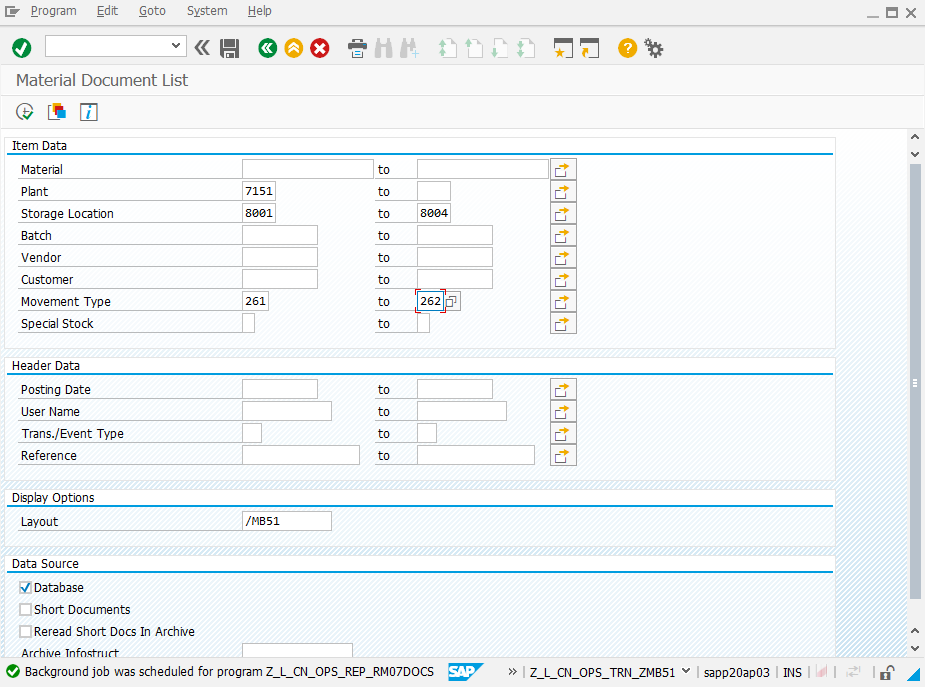 Program Edit Goto System Help
Material Document List
Item Data
Material to
Plant 7151 to
Storage Location 8001 to 8004
Batch to
Vendor to
Customer to
Movement Type 261 to 262
Special Stock to
Header Data
Posting Date to
User Name to
Trans./Event Type to
Reference to
Display Options
Layout /MB51
Data Source
Database
Short Documents
Reread Short Docs In Archive
Archive Infostruct
Background job was scheduled for program Z_L_CN_OPS_REP_RM07DOCS SAP » Z_L_CN_OPS_TRN_ZMB51 sapp20ap03 INS